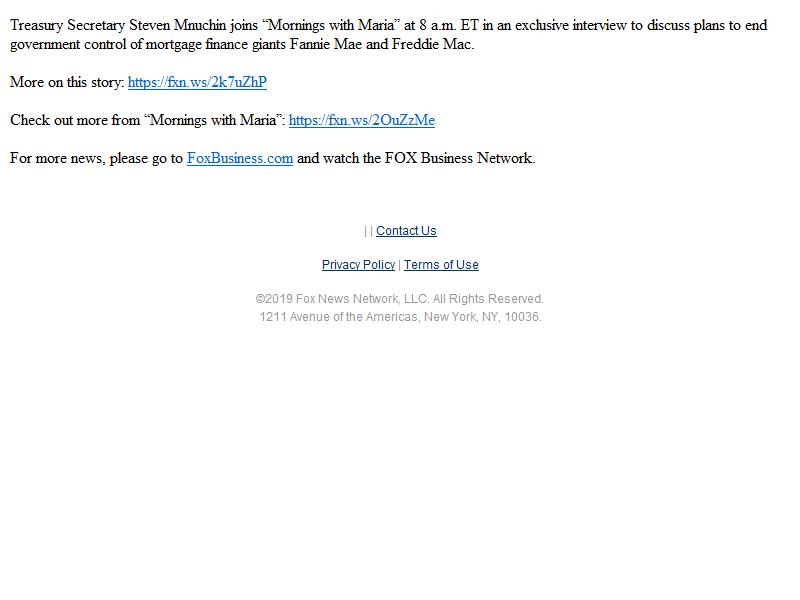 Treasury Secretary Steven Mnuchin joins “Mornings with Maria” at 8 a.m. ET in an exclusive interview to discuss plans to end
government control of mortgage finance giants Fannie Mae and Freddie Mac.
More on this story: https://fxn.ws/2k7uZhP
Check out more from “Mornings with Maria”: https://fxn.ws/2OuZzMe
For more news, please go to FoxBusiness.com and watch the FOX Business Network.
| | Contact Us
Privacy Policy | Terms of Use
©2019 Fox News Network, LLC. All Rights Reserved.
1211 Avenue of the Americas, New York, NY, 10036.